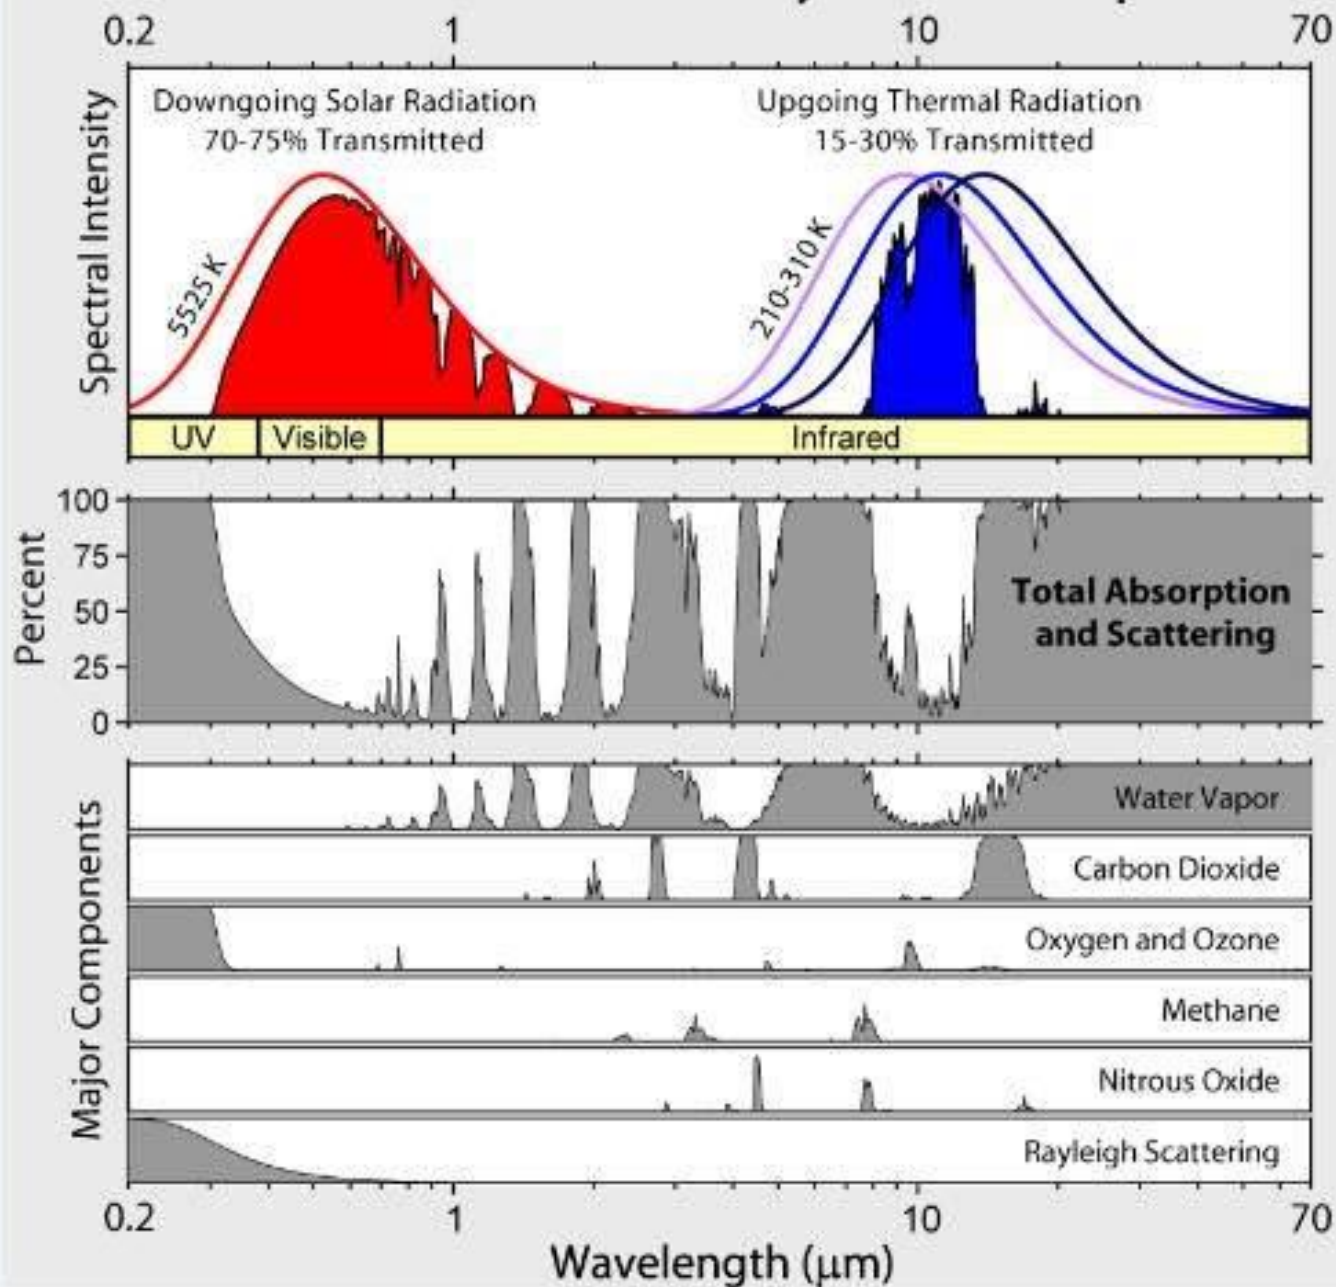 0.2 1 10 70
Spectral Intensity
Downgoing Solar Radiation
70-75% Transmitted
Upgoing Thermal Radiation
15-30% Transmitted
5525 K
210-310 K
UV Visible Infrared
Percent
100
75
50
25
0
Total Absorption
and Scattering
Major Components
Water Vapor
Carbon Dioxide
Oxygen and Ozone
Methane
Nitrous Oxide
Rayleigh Scattering
0.2 1 10 70
Wavelength (μm)